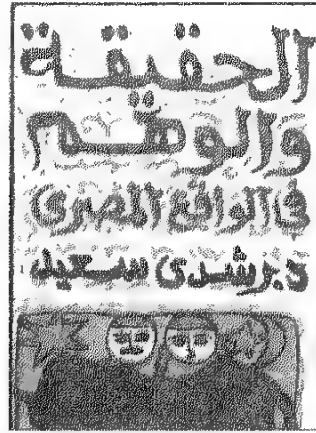 الحقيقة
والوهم
في الواقع المصري
د. رشدي سعيد